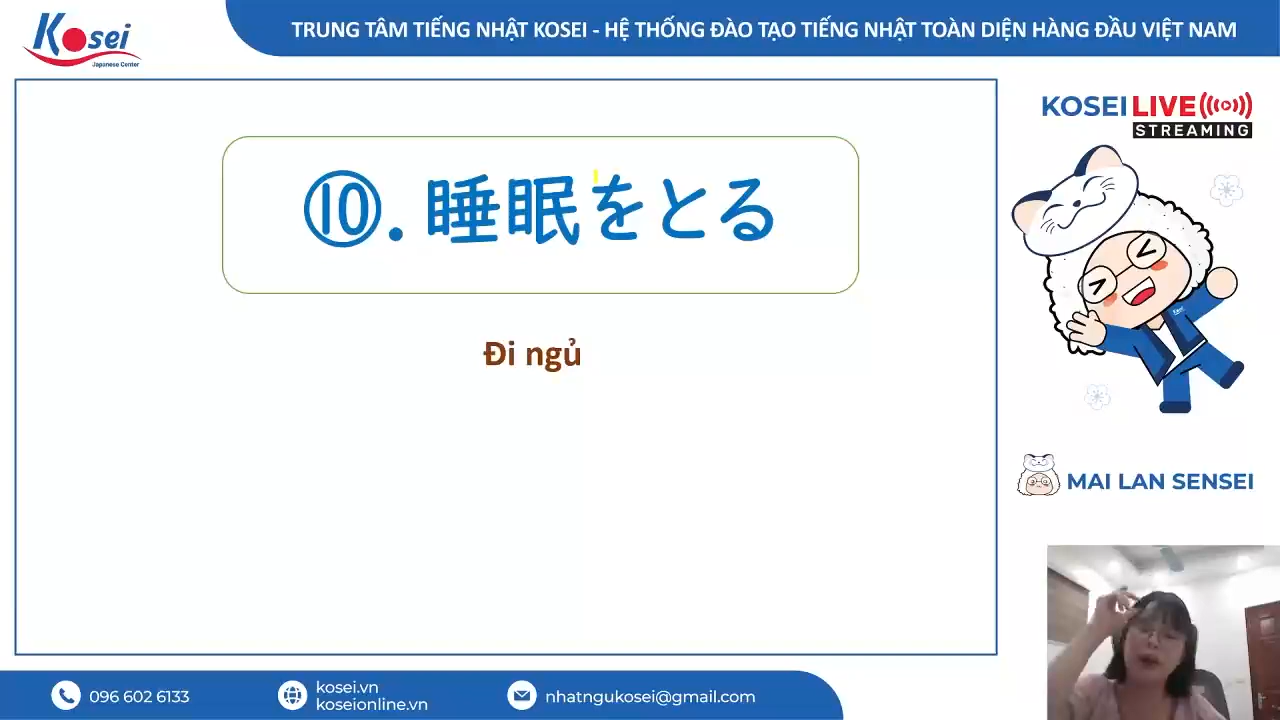 Kosei
Japanese Center
TRUNG TÂM TIẾNG NHẬT KOSEI - HỆ THỐNG ĐÀO TẠO TIẾNG NHẬT TOÀN DIỆN HÀNG ĐẦU VIỆT NAM
KOSEI LIVE
STREAMING
⑩. 睡眠をとる
Đi ngủ
MAI LAN SENSEI
096 602 6133
kosei.vn
koseionline.vn
nhatngukosei@gmail.com